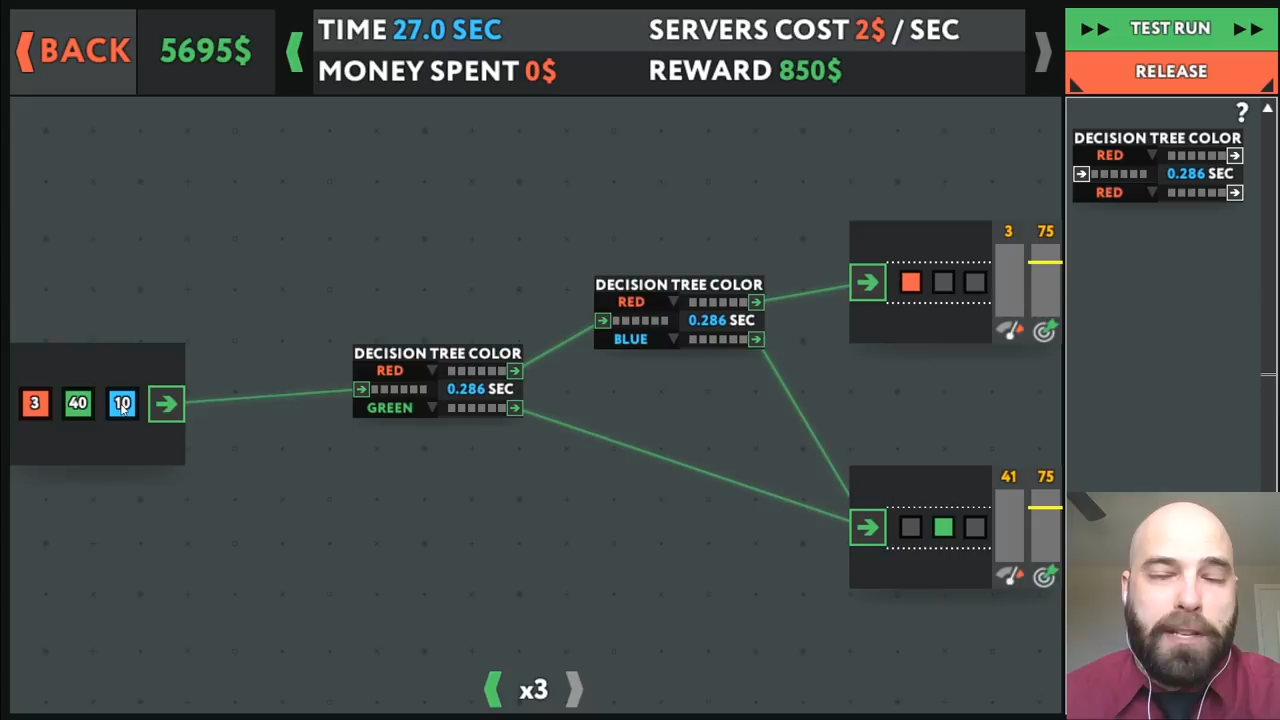 BACK
5695$
TIME 27.0 SEC
SERVERS COST 2$ / SEC
MONEY SPENT 0$
REWARD 850$
TEST RUN
RELEASE
?
DECISION TREE COLOR
RED
0.286 SEC
RED
3
75
DECISION TREE COLOR
RED
0.286 SEC
BLUE
DECISION TREE COLOR
RED
0.286 SEC
GREEN
3
40
10
41
75
x3